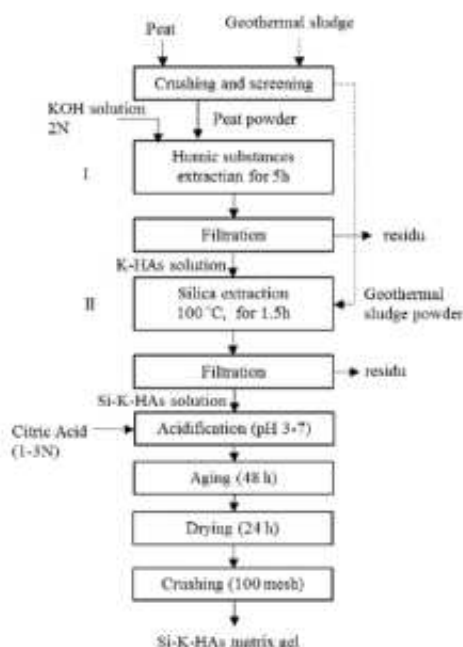 Peat
Geothermal sludge
Crushing and screening
KOH solution
2N
Peat powder
I
Humic substances
extraction for 5h
Filtration
residu
K-HAs solution
II
Silica extraction
100 °C, for 1.5h
Geothermal
sludge powder
Filtration
residu
Si-K-HAs solution
Citric Acid
(1-3N)
Acidification (pH 3-7)
Aging (48 h)
Drying (24 h)
Crushing (100 mesh)
Si-K-HAs matrix gel